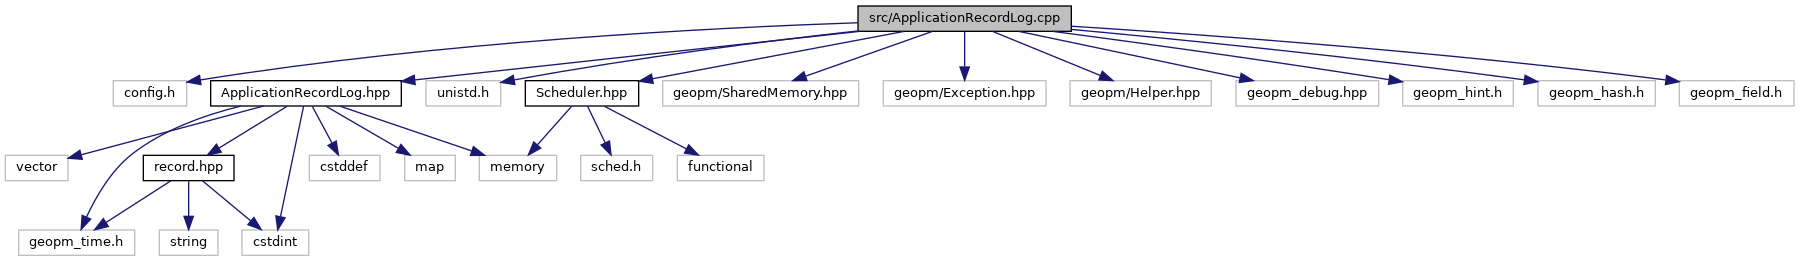 src/ApplicationRecordLog.cpp
config.h
ApplicationRecordLog.hpp
unistd.h
Scheduler.hpp
geopm/SharedMemory.hpp
geopm/Exception.hpp
geopm/Helper.hpp
geopm_debug.hpp
geopm_hint.h
geopm_hash.h
geopm_field.h
vector
record.hpp
cstddef
map
memory
sched.h
functional
geopm_time.h
string
cstdint